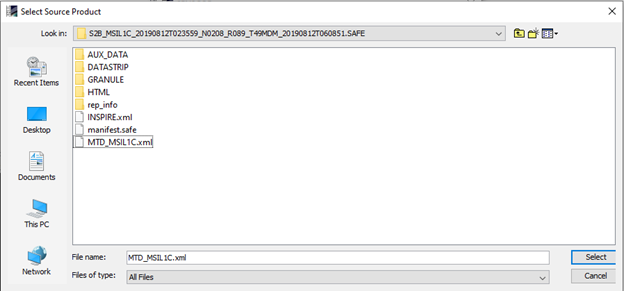 Select Source Product
Look in: S2B_MSIL1C_20190812T023559_N0208_R089_T49MDM_20190812T060851.SAFE
AUX_DATA
DATASTRIP
GRANULE
HTML
rep_info
INSPIRE.xml
manifest.safe
MTD_MSIL1C.xml
Recent Items
Desktop
Documents
This PC
Network
File name: MTD_MSIL1C.xml Select
Files of type: All Files Cancel